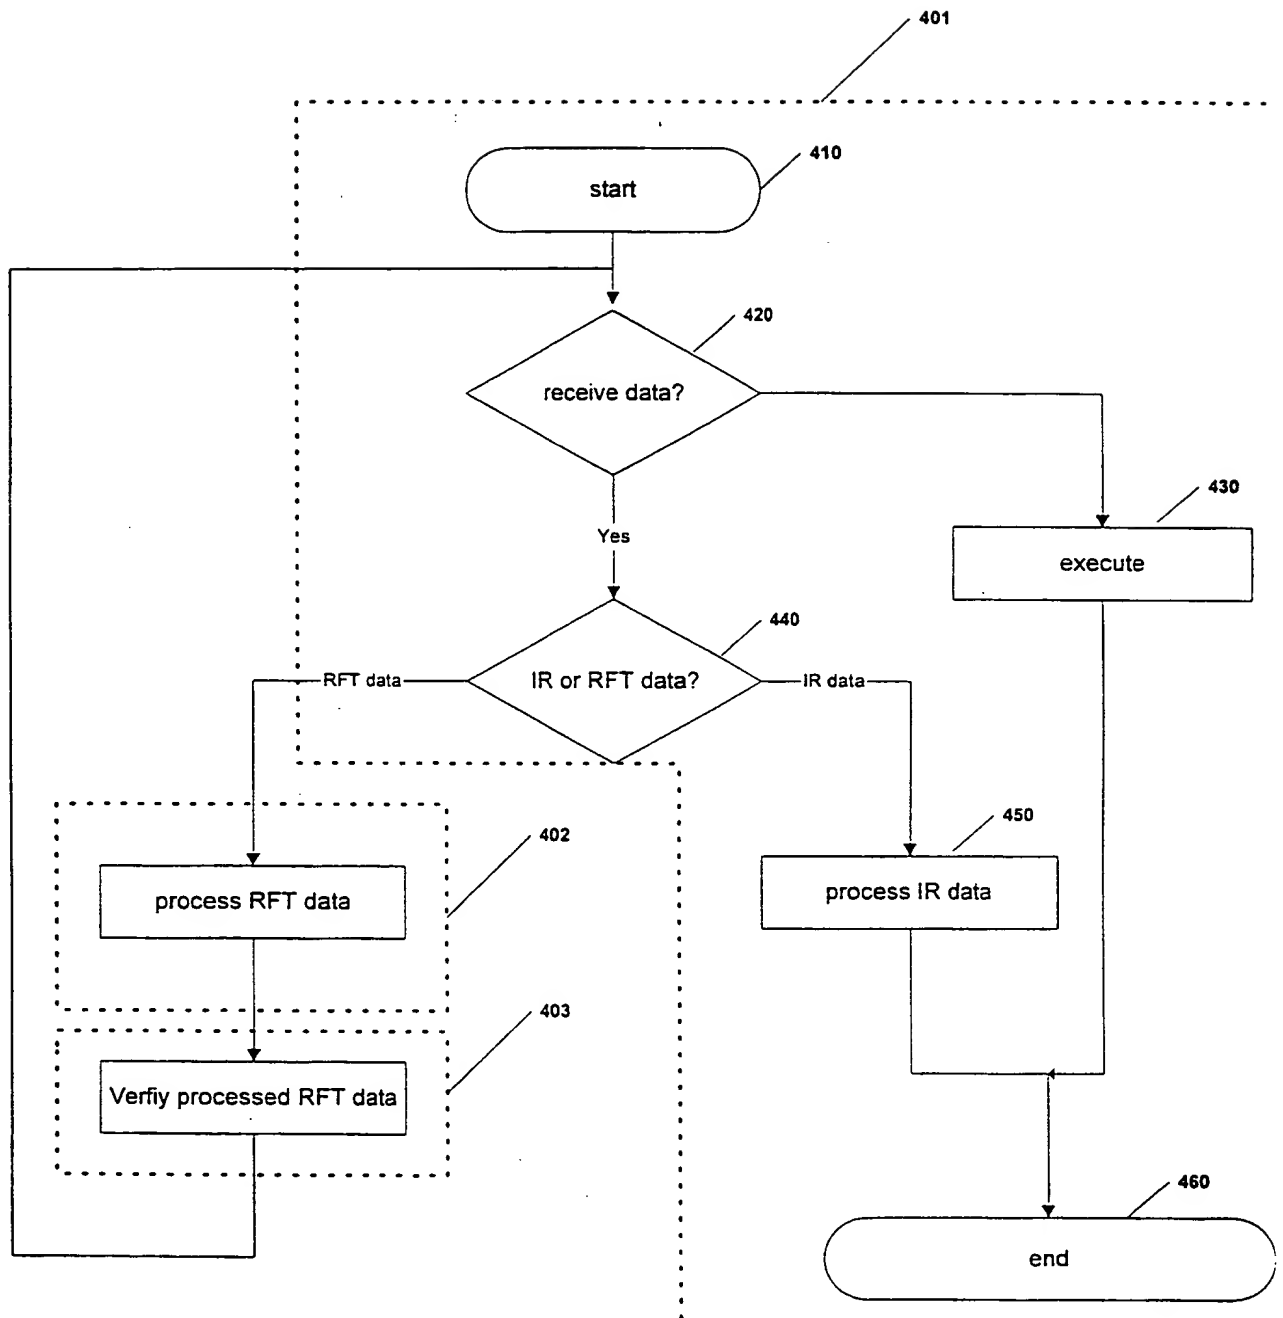 401
410
start
420
receive data?
430
Yes
execute
440
RFT data
IR or RFT data?
IR data
450
402
process IR data
process RFT data
403
Verfiy processed RFT data
460
end